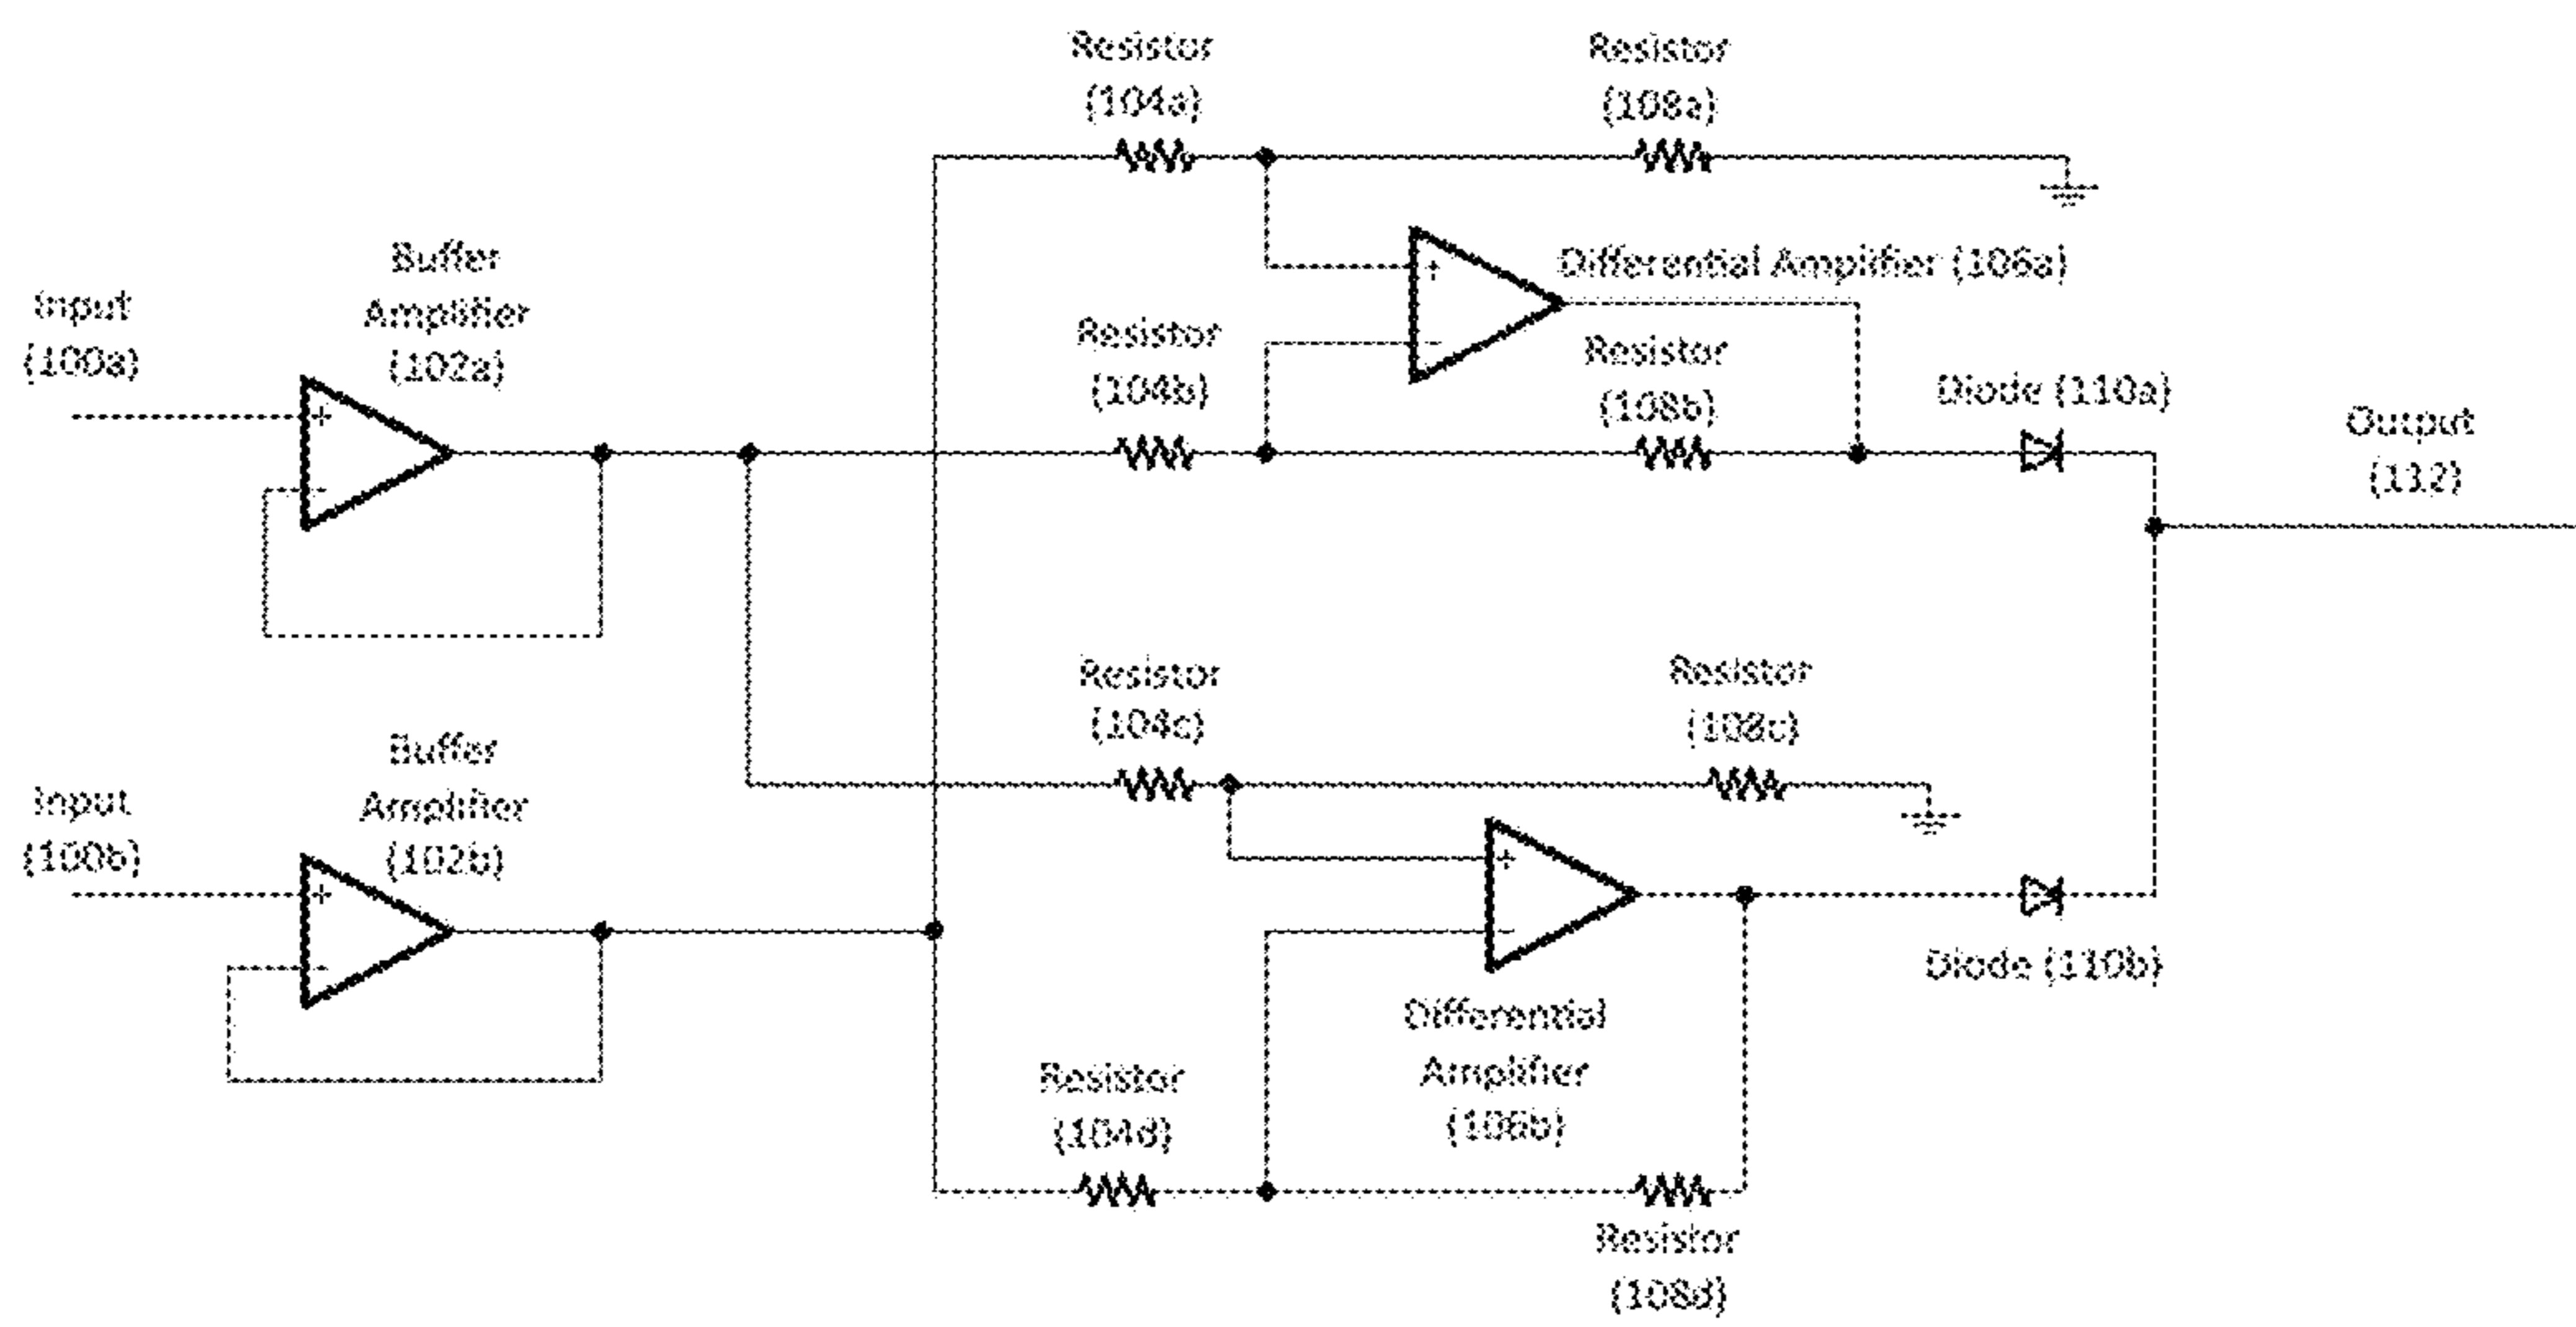 Resistor
(104a)
Resistor
(108a)
Buffer
Amplifier
(102a)
Input
(100a)
+
-
+
-
Differential Amplifier (106a)
Resistor
(104b)
Resistor
(108b)
Diode (110a)
Output
(112)
Resistor
(104c)
Resistor
(108c)
Buffer
Amplifier
(102b)
Input
(100b)
+
-
+
-
Differential
Amplifier
(106b)
Diode (110b)
Resistor
(104d)
Resistor
(108d)